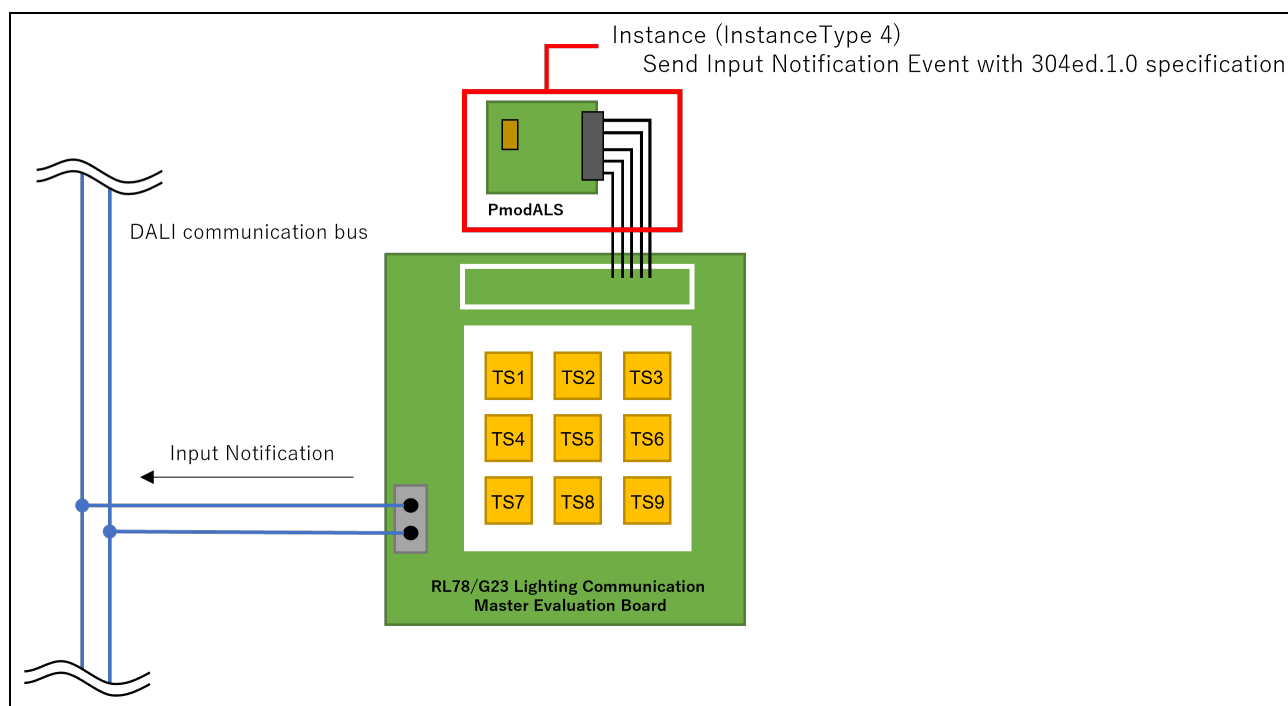 Instance (InstanceType 4)
Send Input Notification Event with 304ed.1.0 specification
PmodALS
DALI communication bus
TS1 TS2 TS3
TS4 TS5 TS6
TS7 TS8 TS9
Input Notification
RL78/G23 Lighting Communication
Master Evaluation Board